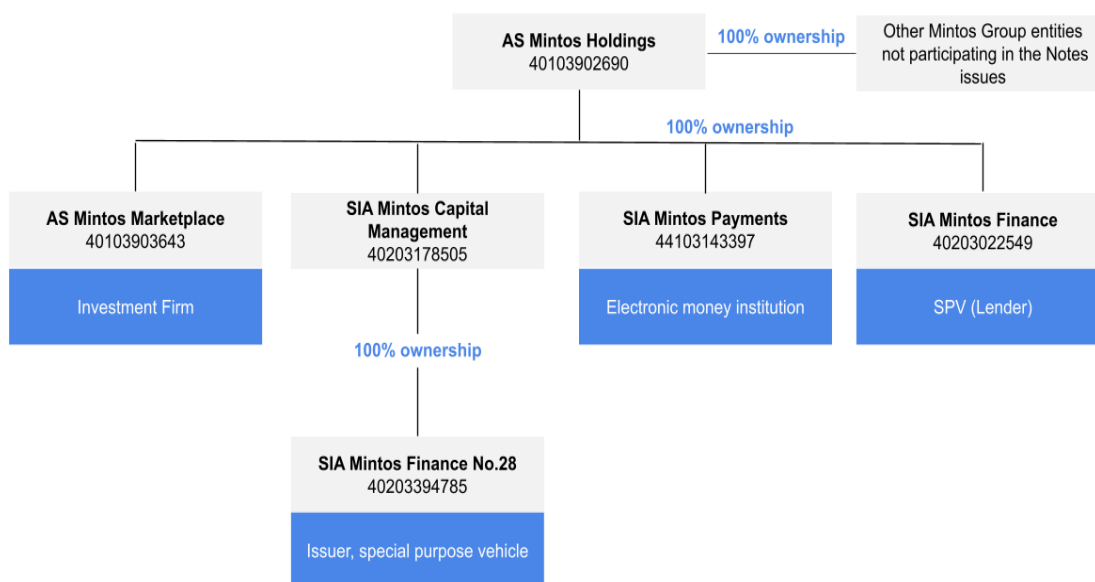 AS Mintos Holdings
40103902690
100% ownership
Other Mintos Group entities
not participating in the Notes
issues
100% ownership
AS Mintos Marketplace
40103903643
Investment Firm
SIA Mintos Capital
Management
40203178505
SIA Mintos Payments
44103143397
Electronic money institution
SIA Mintos Finance
40203022549
SPV (Lender)
100% ownership
SIA Mintos Finance No.28
40203394785
Issuer, special purpose vehicle